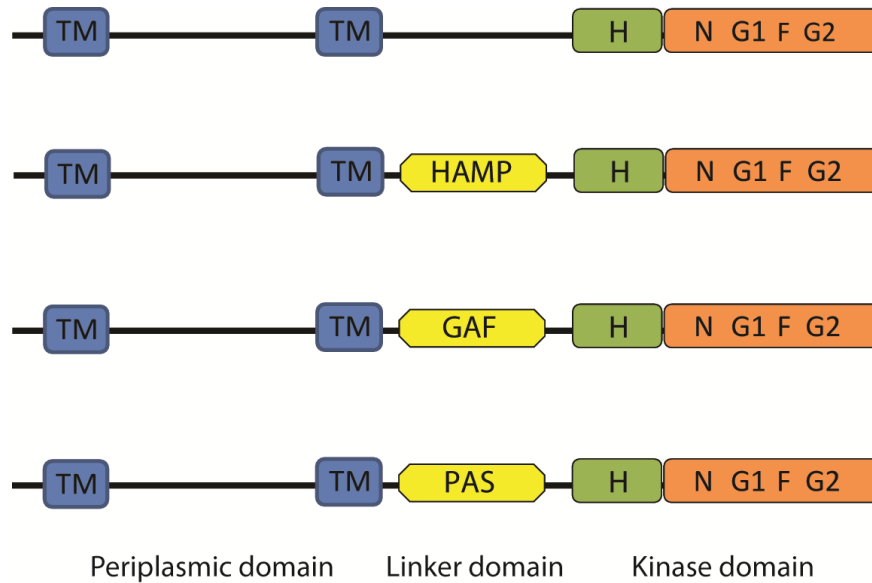 TM TM H N G1 F G2
TM TM HAMP H N G1 F G2
TM TM GAF H N G1 F G2
TM TM PAS H N G1 F G2
Periplasmic domain Linker domain Kinase domain